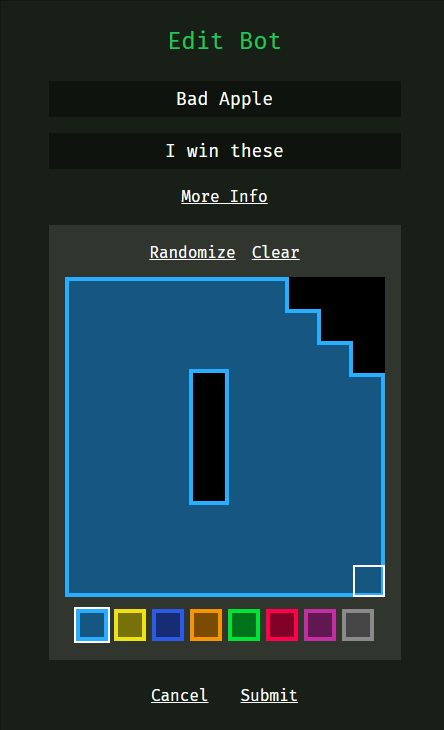 Edit Bot
Bad Apple
I win these
More Info
Randomize Clear
Cancel Submit